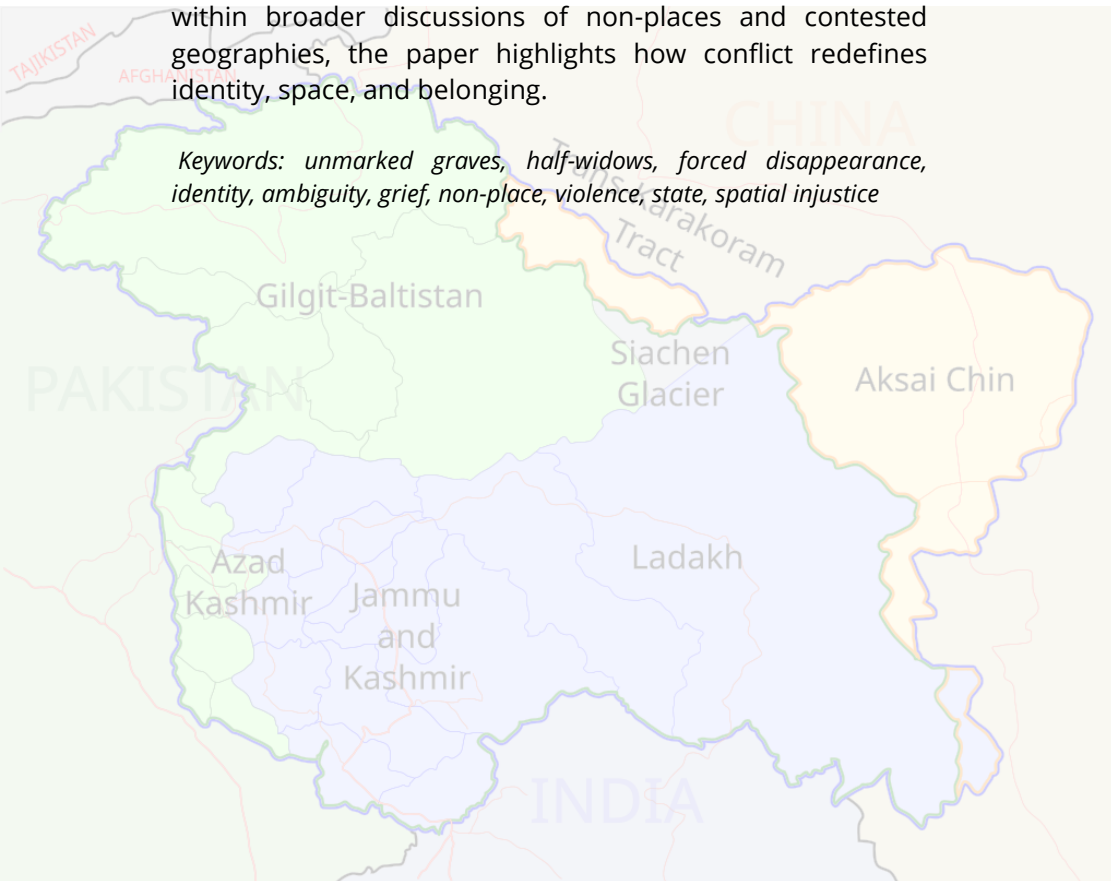 within broader discussions of non-places and contested
geographies, the paper highlights how conflict redefines
identity, space, and belonging.
Keywords: unmarked graves, half-widows, forced disappearance,
identity, ambiguity, grief, non-place, violence, state, spatial injustice
TAJIKISTAN
AFGHANISTAN
CHINA
Trans-Karakoram
Tract
Gilgit-Baltistan
PAKISTAN
Siachen
Glacier
Aksai Chin
Azad
Kashmir
Jammu
and
Kashmir
Ladakh
INDIA